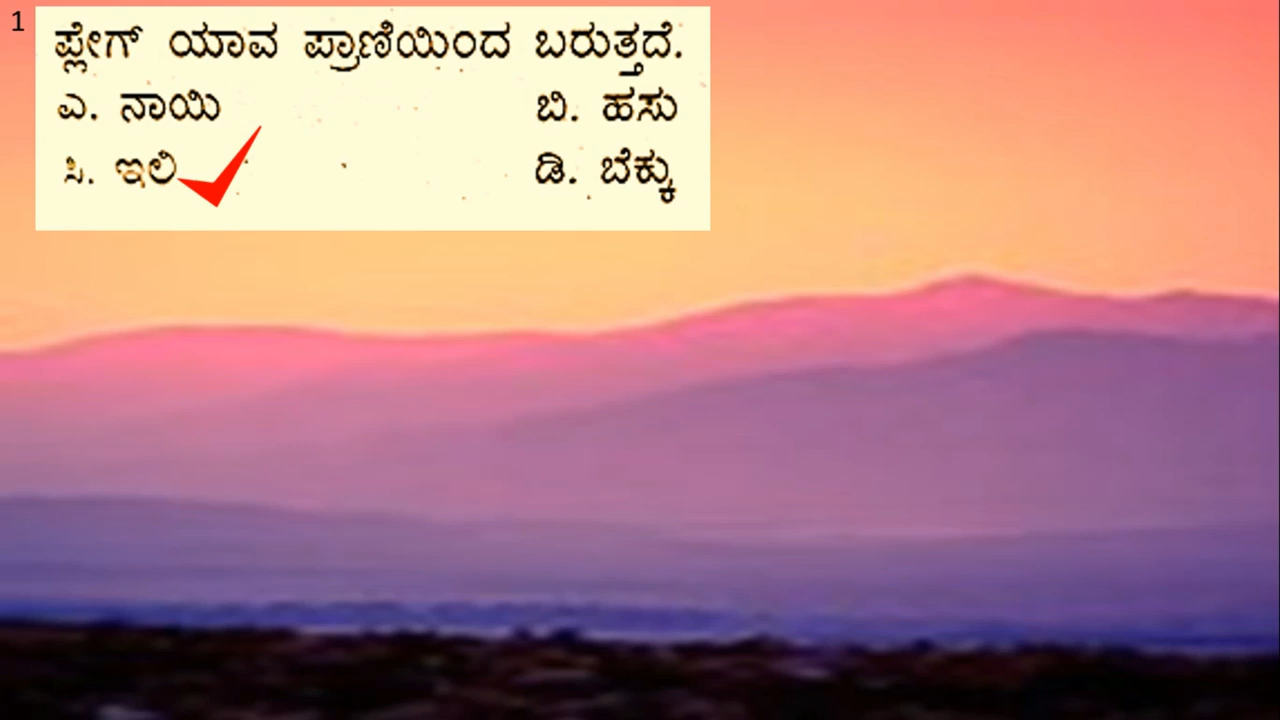 1
ಪ್ಲೇಗ್ ಯಾವ ಪ್ರಾಣಿಯಿಂದ ಬರುತ್ತದೆ.
ಎ. ನಾಯಿ ಬಿ. ಹಸು
ಸಿ. ಇಲಿ ಡಿ. ಬೆಕ್ಕು